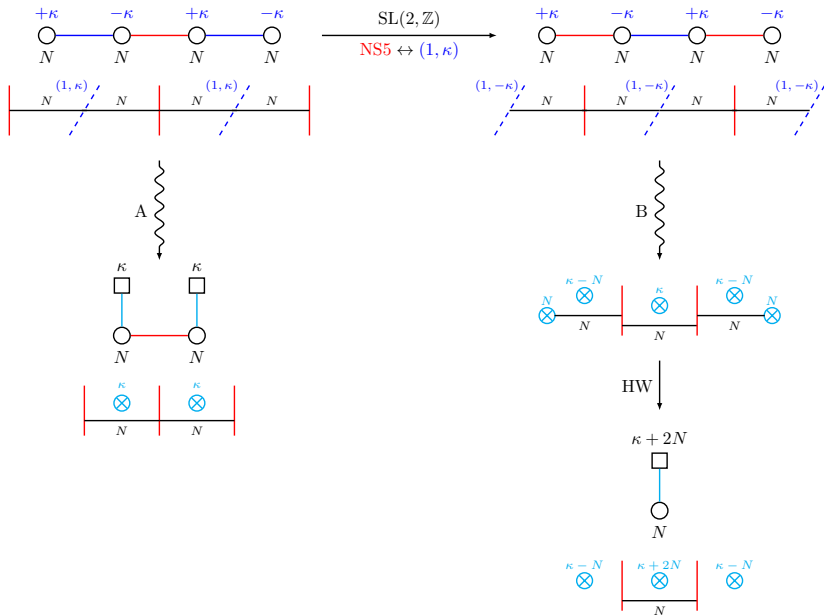 +κ −κ +κ −κ
N N N N
(1, κ) (1, κ)
N N N N
SL(2, ℤ)
NS5 ↔ (1, κ)
+κ −κ +κ −κ
N N N N
(1, −κ) (1, −κ) (1, −κ)
N N N N
A
B
κ κ
N N
κ κ
N N
κ − N κ − N
N κ N
N N N
HW
κ + 2N
N
κ − N κ + 2N κ − N
N